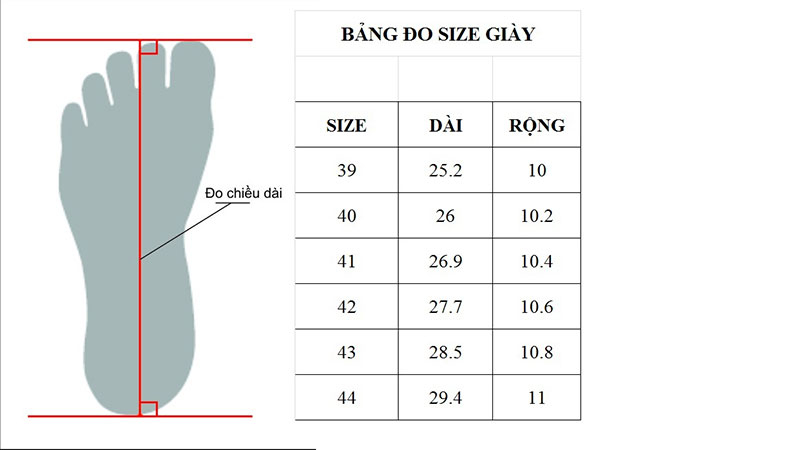 BẢNG ĐO SIZE GIÀY
SIZE DÀI RỘNG
39 25.2 10
40 26 10.2
41 26.9 10.4
42 27.7 10.6
43 28.5 10.8
44 29.4 11
Đo chiều dài